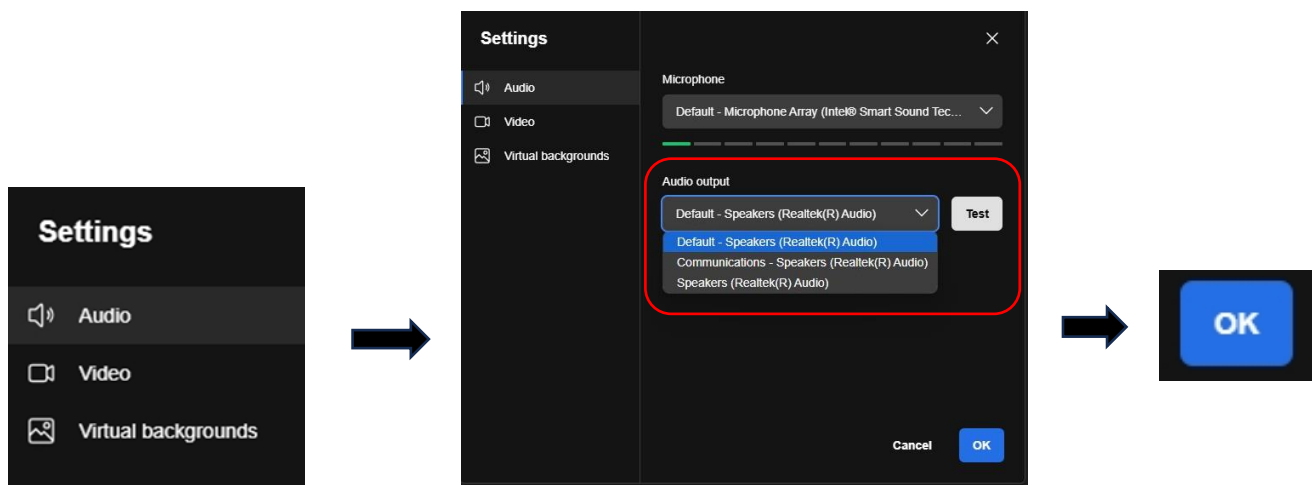 Settings
Audio
Video
Virtual backgrounds
Settings
Audio
Video
Virtual backgrounds
Microphone
Default - Microphone Array (Intel® Smart Sound Tec...
Audio output
Default - Speakers (Realtek(R) Audio)
Test
Default - Speakers (Realtek(R) Audio)
Communications - Speakers (Realtek(R) Audio)
Speakers (Realtek(R) Audio)
Cancel
OK
OK